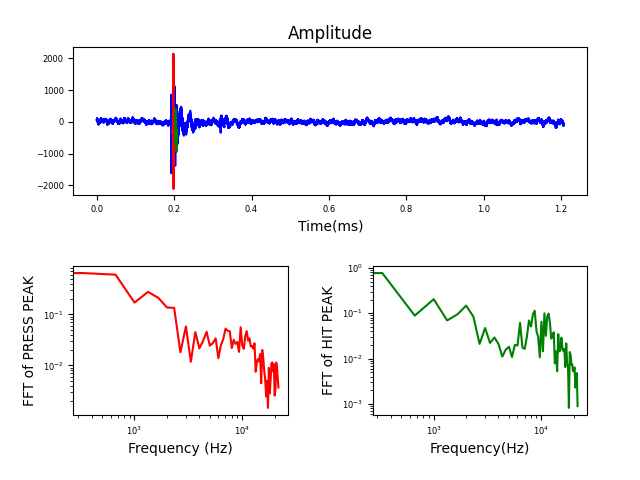 Amplitude
2000
1000
0
−1000
−2000
0.0 0.2 0.4 0.6 0.8 1.0 1.2
Time(ms)
FFT of PRESS PEAK
10⁻¹
10⁻²
10³ 10⁴
Frequency (Hz)
FFT of HIT PEAK
10⁰
10⁻¹
10⁻²
10⁻³
10³ 10⁴
Frequency(Hz)